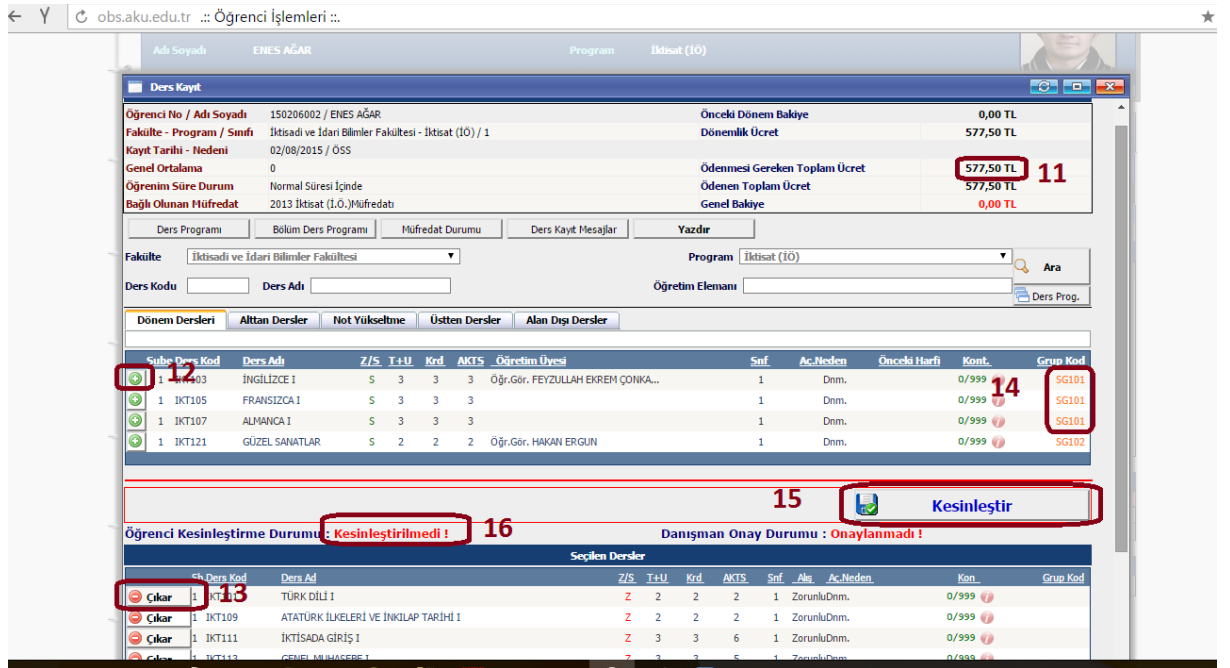 obs.aku.edu.tr .:: Öğrenci İşlemleri ::.
Adı Soyadı ENES AĞAR Program İktisat (İÖ)
Ders Kayıt
Öğrenci No / Adı Soyadı 150206002 / ENES AĞAR Önceki Dönem Bakiye 0,00 TL
Fakülte - Program / Sınıfı İktisadi ve İdari Bilimler Fakültesi - İktisat (İÖ) / 1 Dönemlik Ücret 577,50 TL
Kayıt Tarihi - Nedeni 02/08/2015 / ÖSS
Genel Ortalama 0 Ödenmesi Gereken Toplam Ücret 577,50 TL 11
Öğrenim Süre Durum Normal Süresi İçinde Ödenen Toplam Ücret 577,50 TL
Bağlı Olunan Müfredat 2013 İktisat (İ.Ö.)Müfredatı Genel Bakiye 0,00 TL
Ders Programı Bölüm Ders Programı Müfredat Durumu Ders Kayıt Mesajlar Yazdır
Fakülte İktisadi ve İdari Bilimler Fakültesi Program İktisat (İÖ) Ara
Ders Kodu Ders Adı Öğretim Elemanı Ders Prog.
Dönem Dersleri Alttan Dersler Not Yükseltme Üstten Dersler Alan Dışı Dersler
Şube Ders Kod Ders Adı Z/S T+U Krd AKTS Öğretim Üyesi Snf Aç.Neden Önceki Harfi Kont. Grup Kod
12 1 IKT103 İNGİLİZCE I S 3 3 3 Öğr.Gör. FEYZULLAH EKREM ÇONKA... 1 Dnm. 0/999 14 SG101
1 IKT105 FRANSIZCA I S 3 3 3 1 Dnm. 0/999 SG101
1 IKT107 ALMANCA I S 3 3 3 1 Dnm. 0/999 SG101
1 IKT121 GÜZEL SANATLAR S 2 2 2 Öğr.Gör. HAKAN ERGUN 1 Dnm. 0/999 SG102
15 Kesinleştir
Öğrenci Kesinleştirme Durumu : Kesinleştirilmedi ! 16 Danışman Onay Durumu : Onaylanmadı !
Seçilen Dersler
Şb.Ders Kod Ders Ad Z/S T+U Krd AKTS Snf Alış Aç.Neden Kon Grup Kod
Çıkar 13 1 TÜRK DİLİ I Z 2 2 2 1 ZorunluDnm. 0/999
Çıkar 1 IKT109 ATATÜRK İLKELERİ VE İNKILAP TARİHİ I Z 2 2 2 1 ZorunluDnm. 0/999
Çıkar 1 IKT111 İKTİSADA GİRİŞ I Z 3 3 6 1 ZorunluDnm. 0/999
Çıkar 1 IKT113 GENEL MUHASEBE I Z 3 3 5 1 ZorunluDnm. 0/999